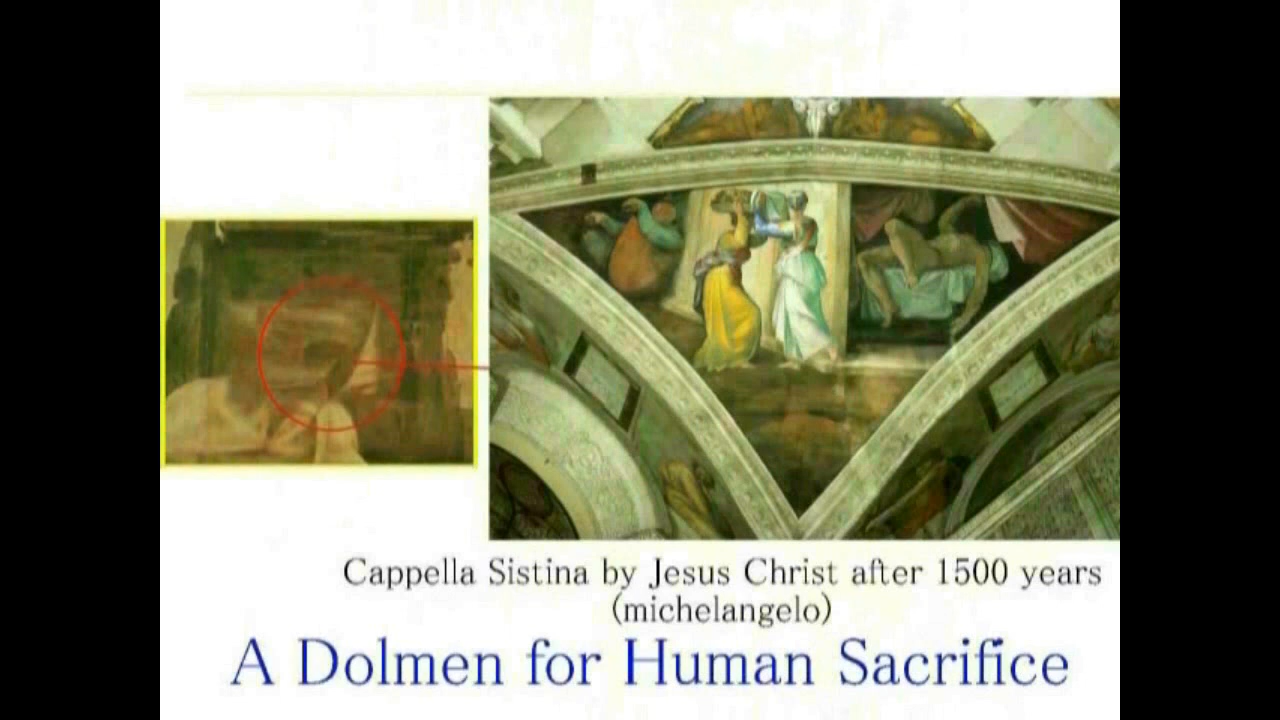 Cappella Sistina by Jesus Christ after 1500 years
(michelangelo)
A Dolmen for Human Sacrifice